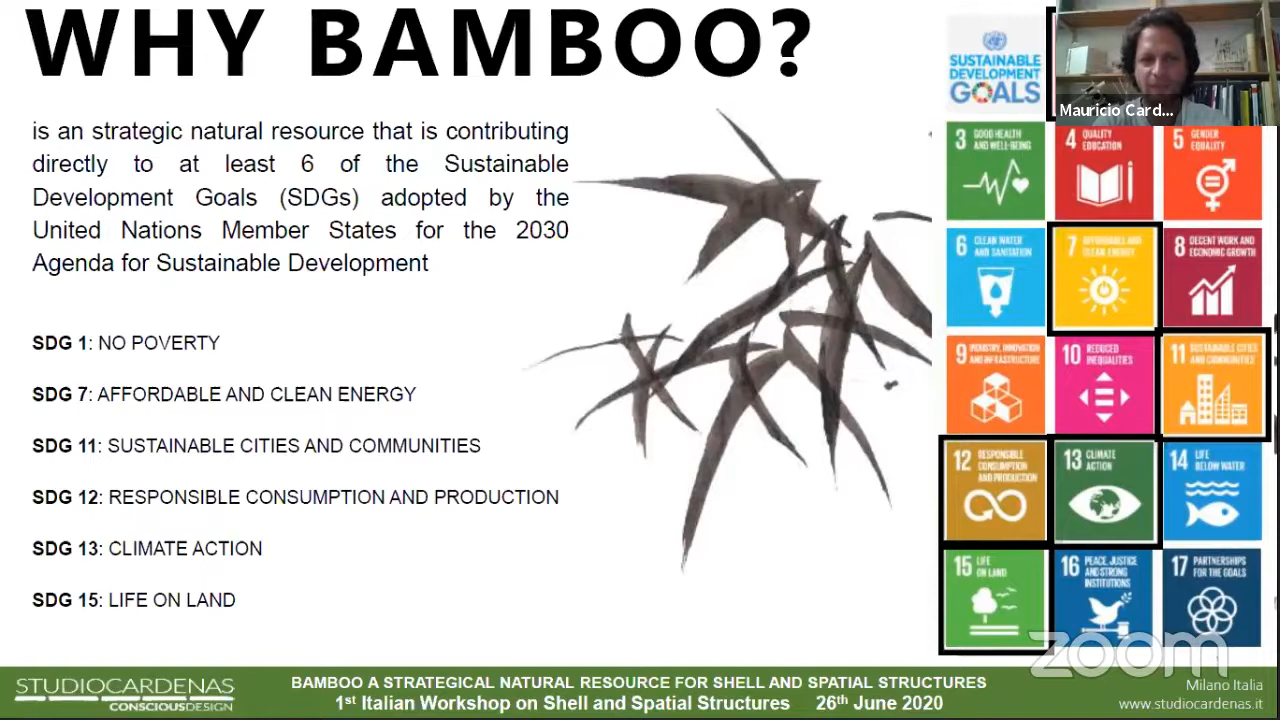 WHY BAMBOO?
is an strategic natural resource that is contributing
directly to at least 6 of the Sustainable
Development Goals (SDGs) adopted by the
United Nations Member States for the 2030
Agenda for Sustainable Development
SDG 1: NO POVERTY
SDG 7: AFFORDABLE AND CLEAN ENERGY
SDG 11: SUSTAINABLE CITIES AND COMMUNITIES
SDG 12: RESPONSIBLE CONSUMPTION AND PRODUCTION
SDG 13: CLIMATE ACTION
SDG 15: LIFE ON LAND
SUSTAINABLE
DEVELOPMENT
GOALS
Mauricio Card...
3 GOOD HEALTH
AND WELL-BEING
4 QUALITY
EDUCATION
5 GENDER
EQUALITY
6 CLEAN WATER
AND SANITATION
7 AFFORDABLE AND
CLEAN ENERGY
8 DECENT WORK AND
ECONOMIC GROWTH
9 INDUSTRY, INNOVATION
AND INFRASTRUCTURE
10 REDUCED
INEQUALITIES
11 SUSTAINABLE CITIES
AND COMMUNITIES
12 RESPONSIBLE
CONSUMPTION
AND PRODUCTION
13 CLIMATE
ACTION
14 LIFE
BELOW WATER
15 LIFE
ON LAND
16 PEACE, JUSTICE
AND STRONG
INSTITUTIONS
17 PARTNERSHIPS
FOR THE GOALS
zoom
STUDIOCARDENAS
CONSCIOUSDESIGN
BAMBOO A STRATEGICAL NATURAL RESOURCE FOR SHELL AND SPATIAL STRUCTURES
1st Italian Workshop on Shell and Spatial Structures 26th June 2020
Milano Italia
www.studiocardenas.it